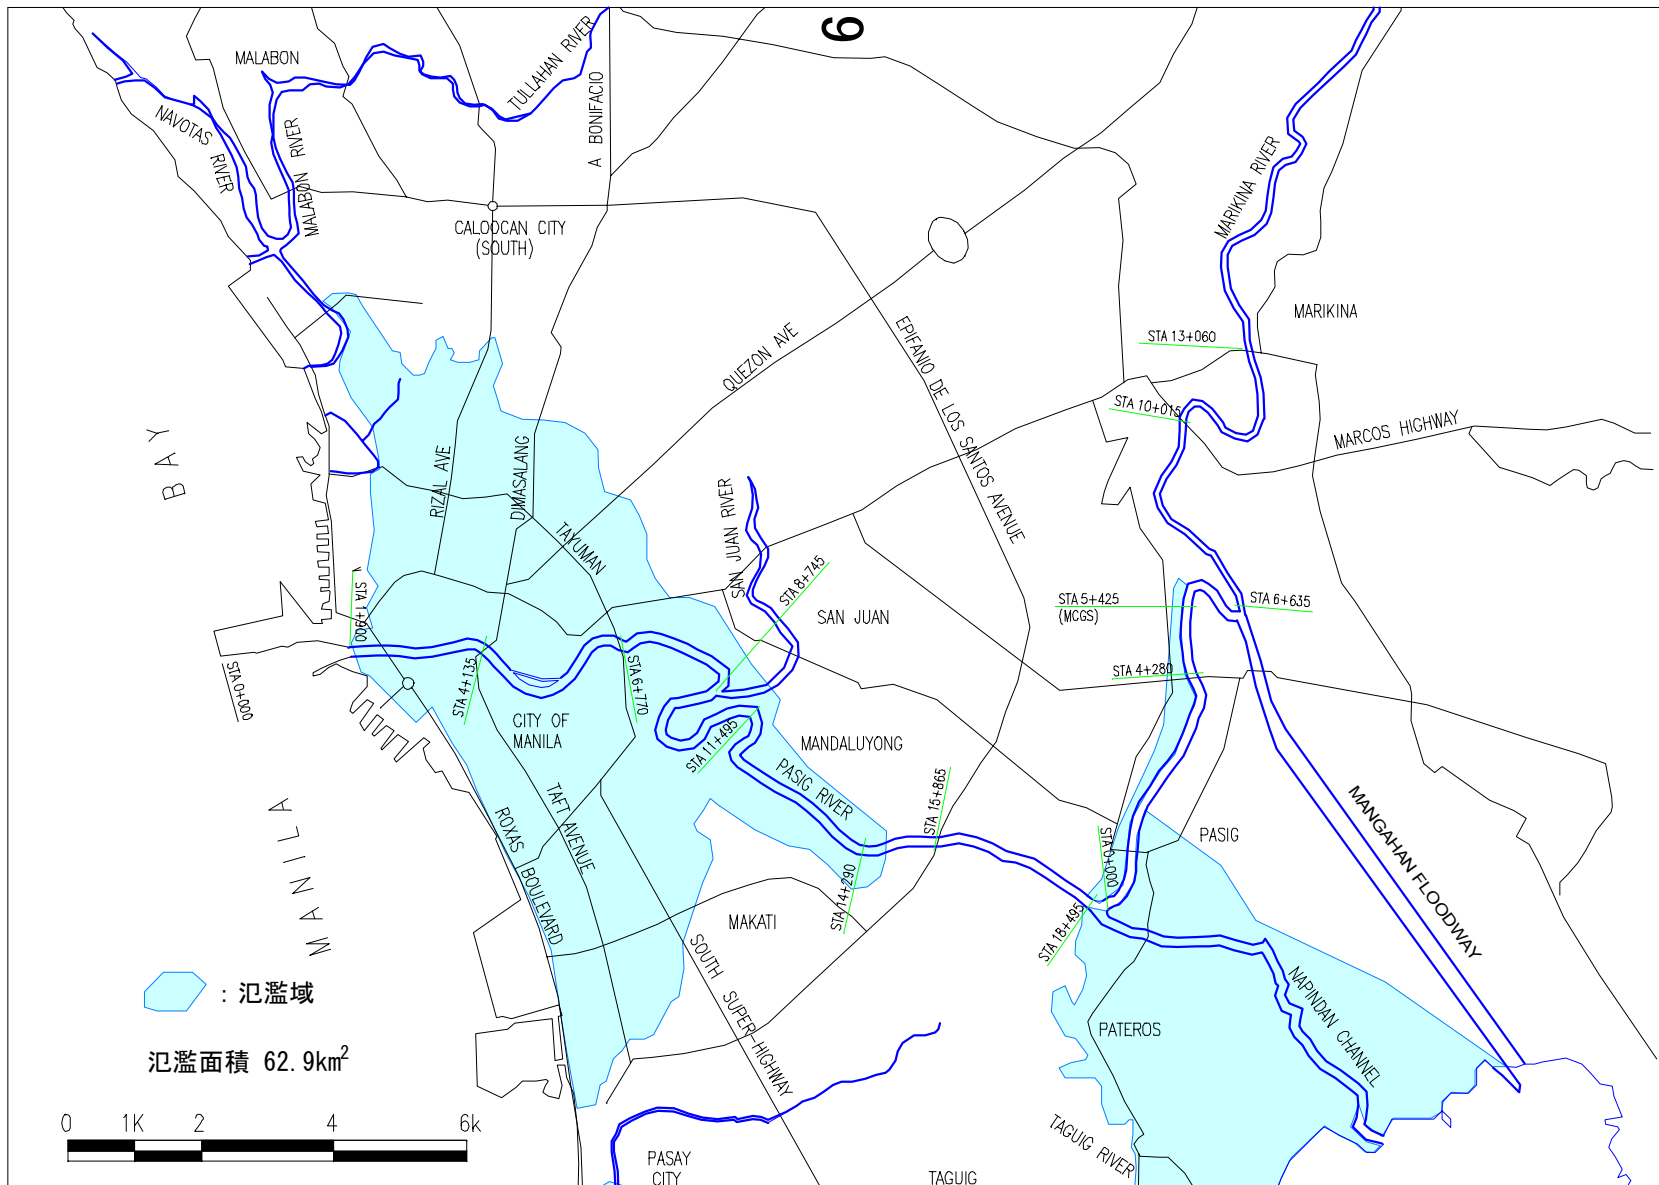 6
MALABON
TULLAHAN RIVER
A BONIFACIO
NAVOTAS
RIVER
MALABON RIVER
CALOOCAN CITY
(SOUTH)
MARIKINA RIVER
MARIKINA
STA 13+060
EPIFANIO DE LOS SANTOS AVENUE
QUEZON AVE
STA 10+015
MARCOS HIGHWAY
MANILA BAY
RIZAL AVE
DIMASALANG
TAYUMAN
SAN JUAN RIVER
STA 8+745
SAN JUAN
STA 5+425
(MCGS)
STA 6+635
STA 1+900
STA 0+000
STA 4+135
STA 6+770
STA 4+280
CITY OF
MANILA
STA 11+495
MANDALUYONG
PASIG RIVER
STA 15+865
MANGAHAN FLOODWAY
ROXAS BOULEVARD
TAFT AVENUE
PASIG
STA 0+000
STA 14+290
MAKATI
STA 18+495
SOUTH SUPER-HIGHWAY
NAPINDAN CHANNEL
PATEROS
: 氾濫域
氾濫面積 62.9km²
0 1K 2 4 6k
TAGUIG RIVER
PASAY
CITY
TAGUIG